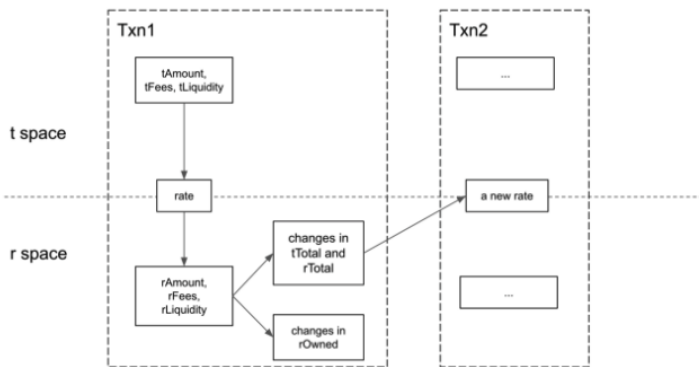 Txn1
Txn2
tAmount,
tFees, tLiquidity
...
t space
rate
a new rate
r space
changes in
tTotal and
rTotal
rAmount,
rFees,
rLiquidity
...
changes in
rOwned